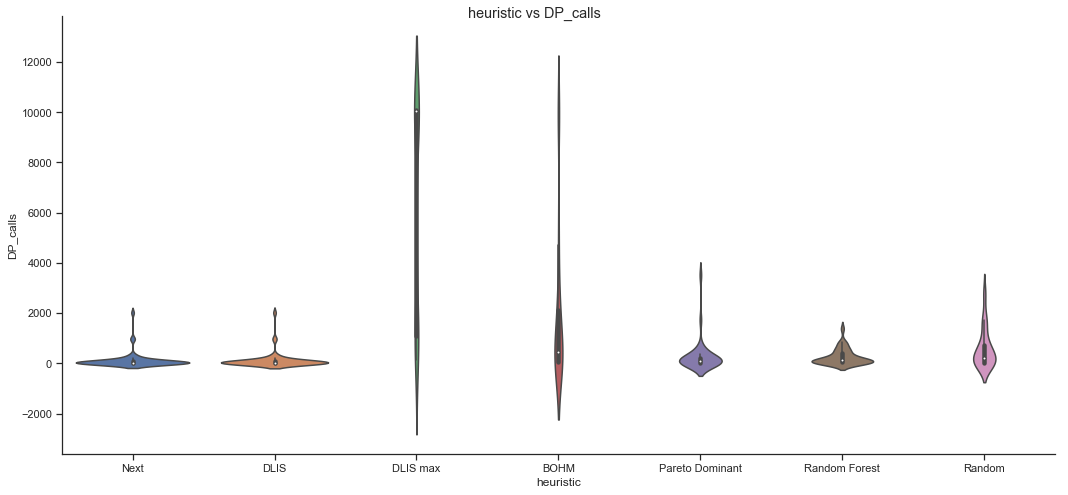 heuristic vs DP_calls
12000
10000
8000
6000
4000
2000
0
−2000
DP_calls
Next DLIS DLIS max BOHM Pareto Dominant Random Forest Random
heuristic